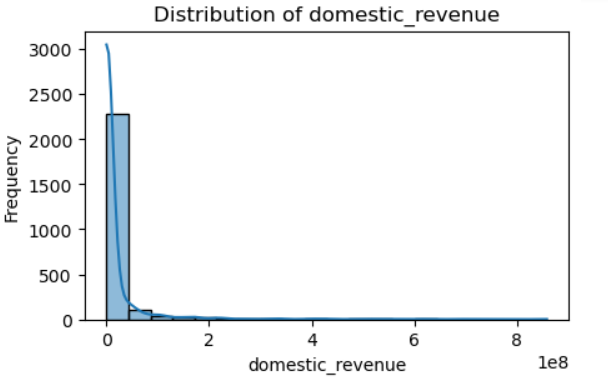 Distribution of domestic_revenue
3000
2500
2000
1500
1000
500
0
Frequency
0 2 4 6 8
1e8
domestic_revenue